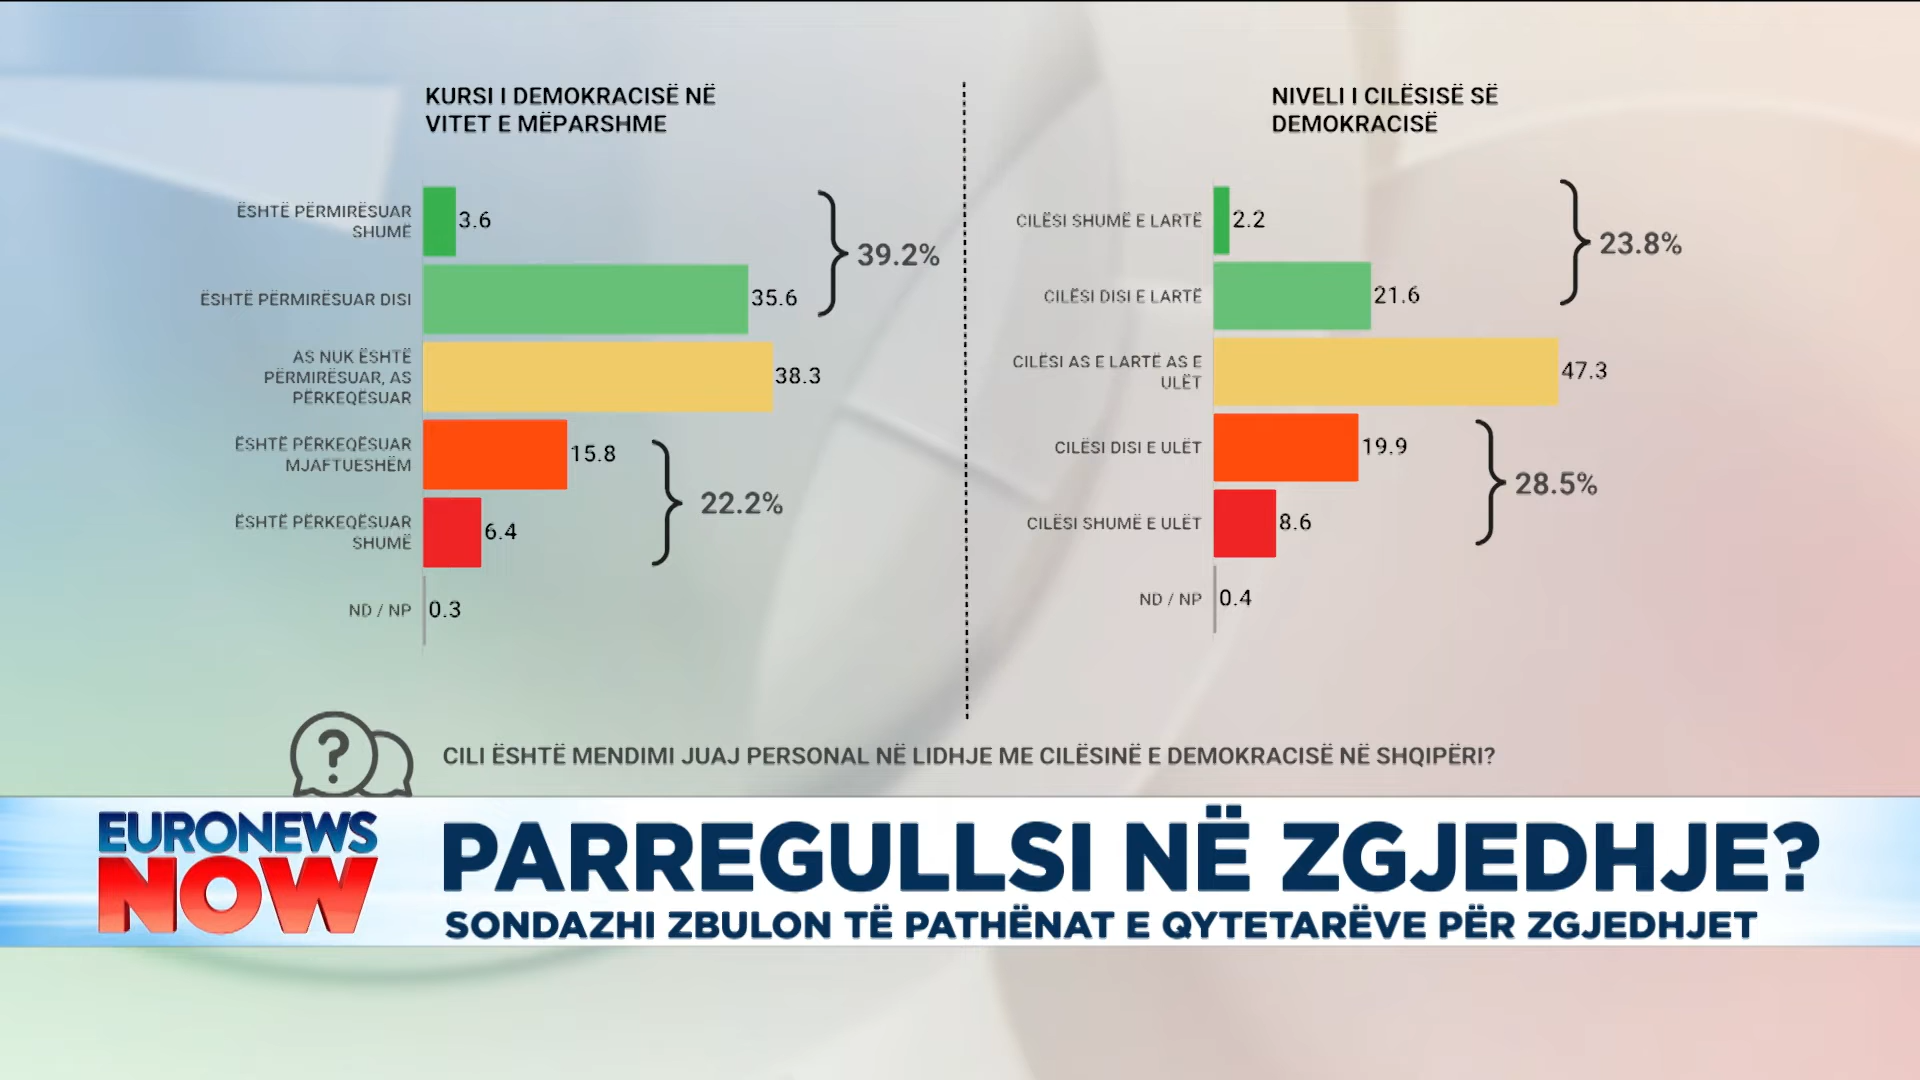 KURSI I DEMOKRACISË NË
VITET E MËPARSHME
ËSHTË PËRMIRËSUAR
SHUMË
3.6
ËSHTË PËRMIRËSUAR DISI
35.6
39.2%
AS NUK ËSHTË
PËRMIRËSUAR, AS
PËRKEQËSUAR
38.3
ËSHTË PËRKEQËSUAR
MJAFTUESHËM
15.8
ËSHTË PËRKEQËSUAR
SHUMË
6.4
22.2%
ND / NP
0.3
NIVELI I CILËSISË SË
DEMOKRACISË
CILËSI SHUMË E LARTË
2.2
CILËSI DISI E LARTË
21.6
23.8%
CILËSI AS E LARTË AS E
ULËT
47.3
CILËSI DISI E ULËT
19.9
CILËSI SHUMË E ULËT
8.6
28.5%
ND / NP
0.4
?
CILI ËSHTË MENDIMI JUAJ PERSONAL NË LIDHJE ME CILËSINË E DEMOKRACISË NË SHQIPËRI?
EURONEWS
NOW
PARREGULLSI NË ZGJEDHJE?
SONDAZHI ZBULON TË PATHËNAT E QYTETARËVE PËR ZGJEDHJET